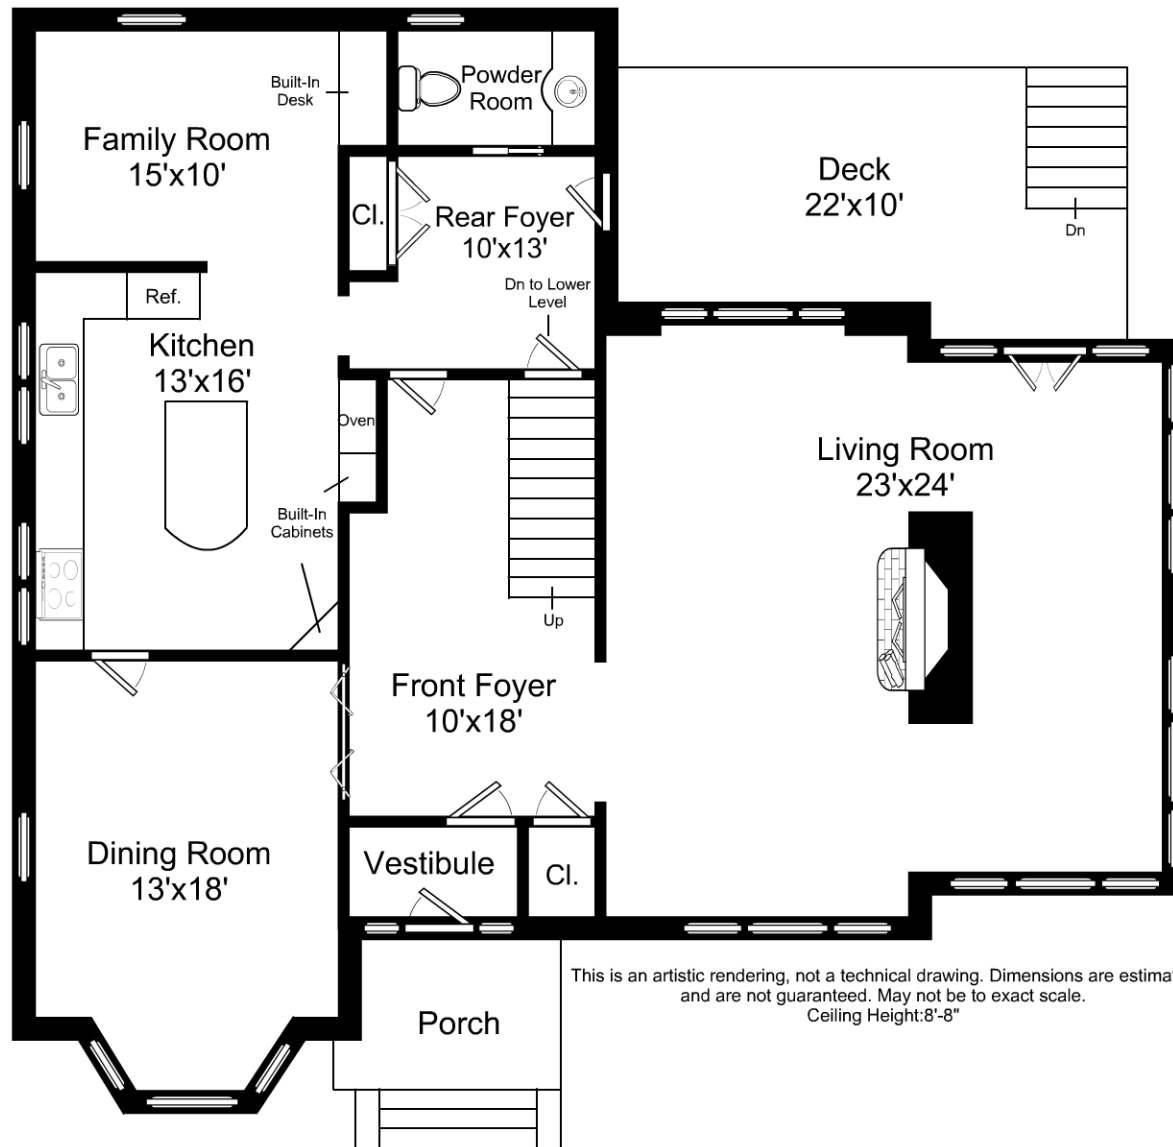 Built-In
Desk
Powder
Room
Family Room
15'x10'
Deck
22'x10'
Cl.
Rear Foyer
10'x13'
Dn
Dn to Lower
Level
Ref.
Kitchen
13'x16'
Oven
Living Room
23'x24'
Built-In
Cabinets
Up
Front Foyer
10'x18'
Dining Room
13'x18'
Vestibule
Cl.
This is an artistic rendering, not a technical drawing. Dimensions are estima
and are not guaranteed. May not be to exact scale.
Ceiling Height:8'-8"
Porch